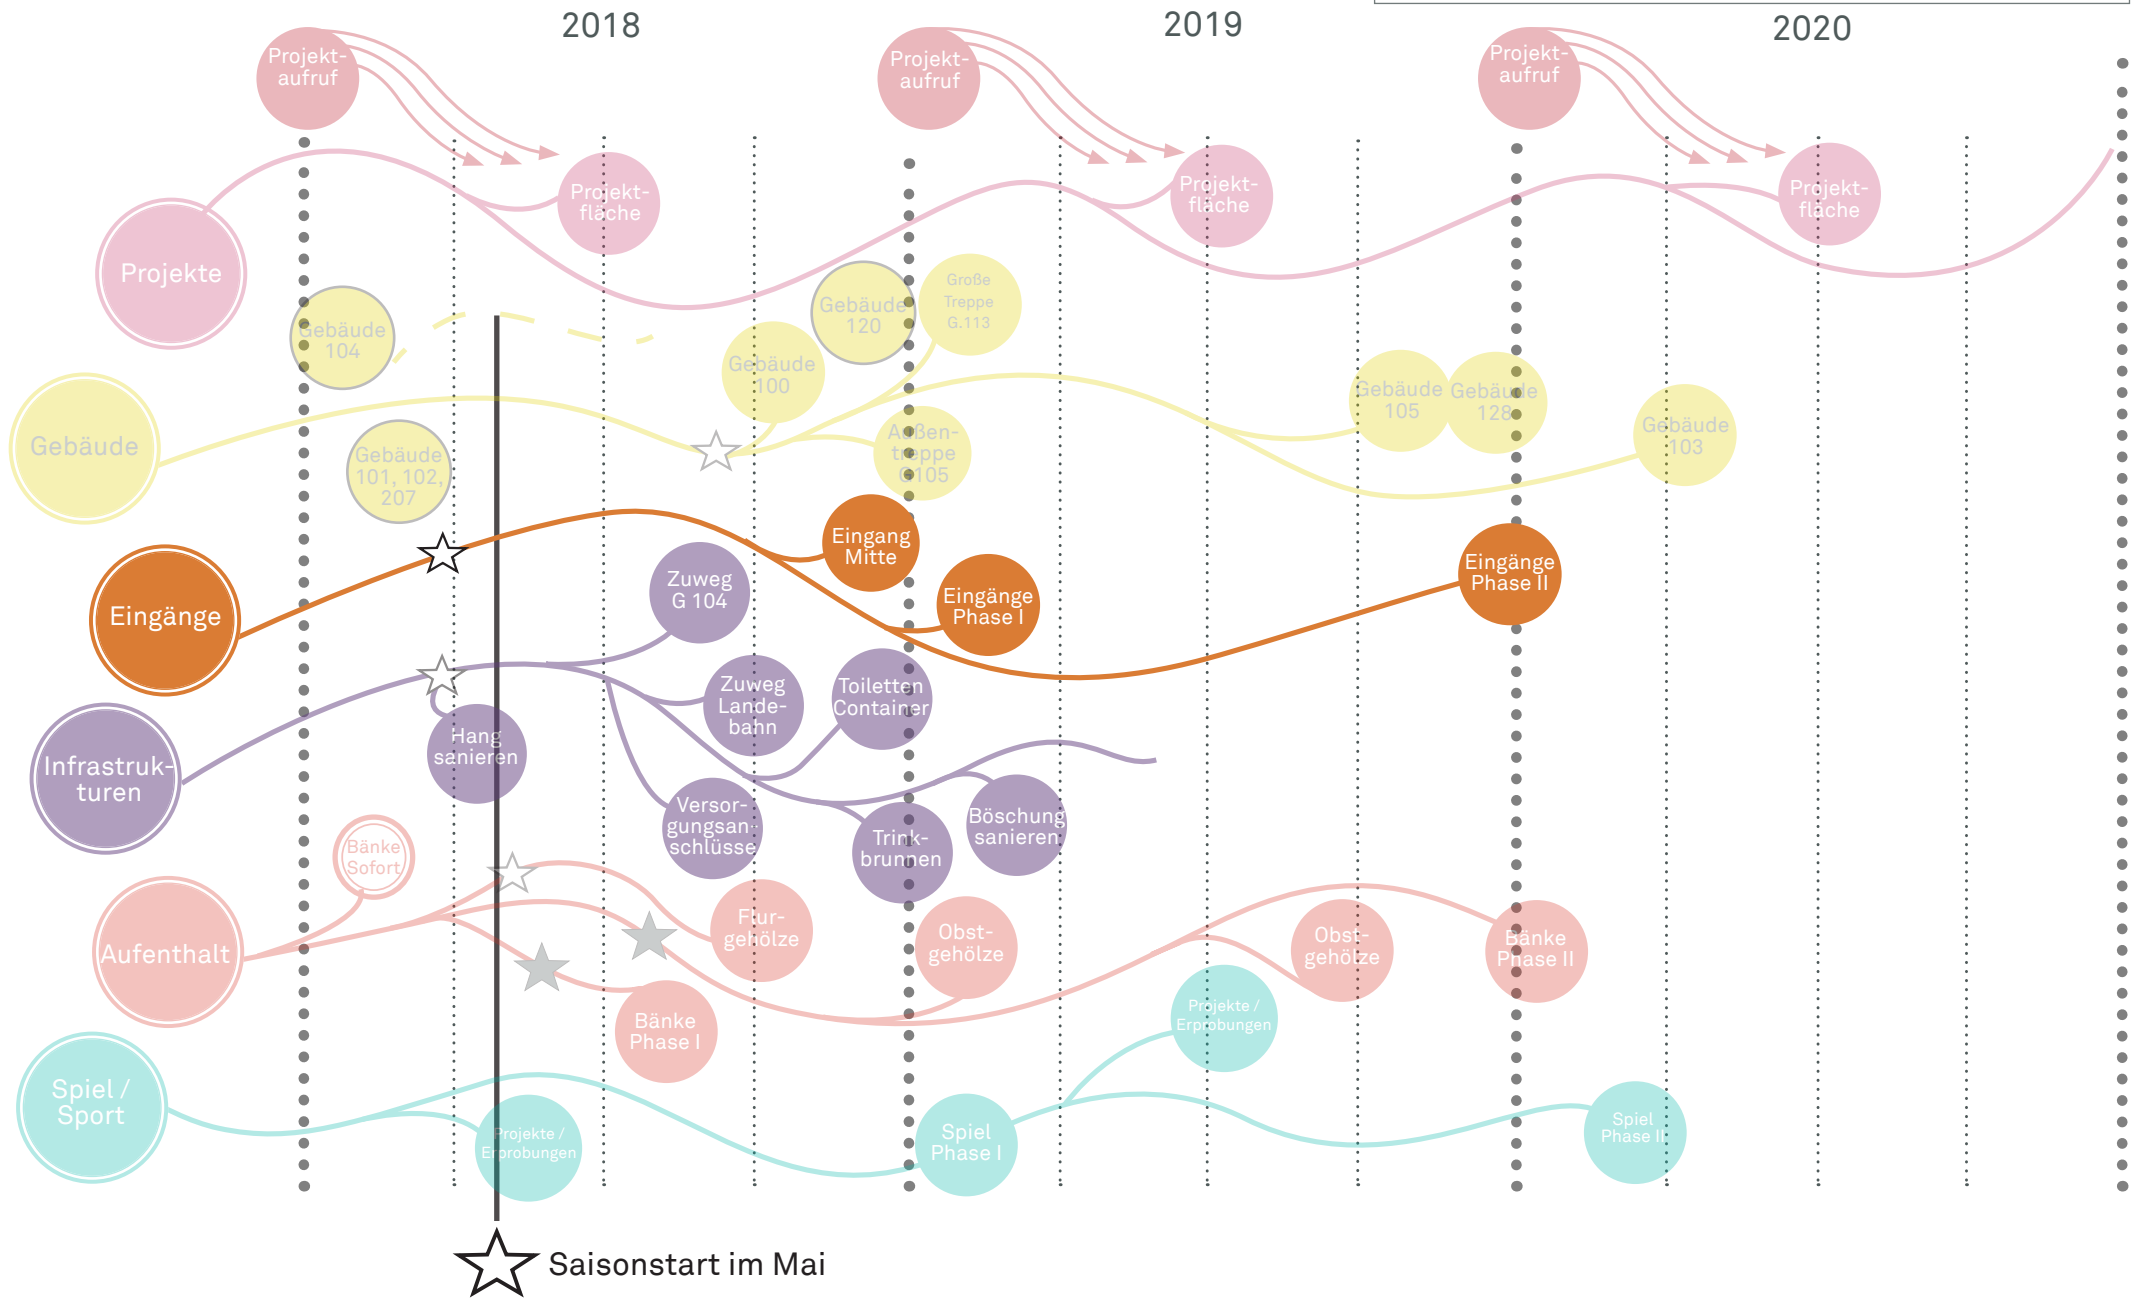 2018
2019
2020
Projekt-
aufruf
Projekt-
aufruf
Projekt-
aufruf
Projekt-
fläche
Projekt-
fläche
Projekt-
fläche
Projekte
Gebäude
104
Gebäude
120
Große
Treppe
G.113
Gebäude
100
Gebäude
105
Gebäude
128
Gebäude
103
Gebäude
Gebäude
101, 102,
207
Außen-
treppe
G105
Eingang
Mitte
Eingänge
Phase I
Eingänge
Phase II
Eingänge
Zuweg
G 104
Zuweg
Lande-
bahn
Toiletten
Container
Hang
sanieren
Infrastruk-
turen
Versor-
gungsan-
schlüsse
Trink-
brunnen
Böschung
sanieren
Bänke
Sofort
Aufenthalt
Flur-
gehölze
Obst-
gehölze
Obst-
gehölze
Bänke
Phase II
Bänke
Phase I
Projekte /
Erprobungen
Spiel /
Sport
Projekte /
Erprobungen
Spiel
Phase I
Spiel
Phase II
Saisonstart im Mai